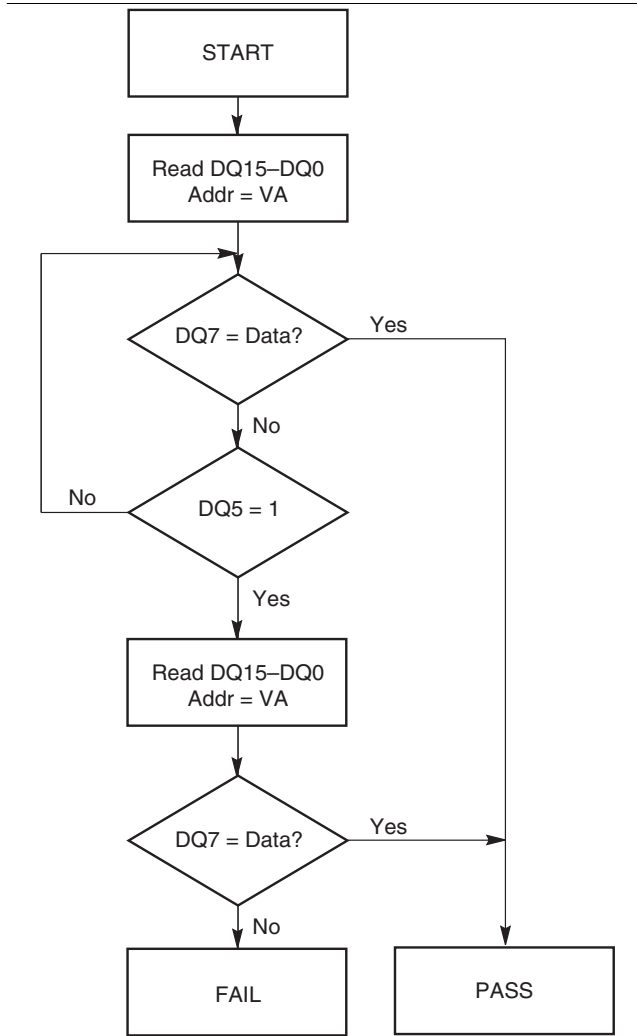 START
Read DQ15–DQ0
Addr = VA
DQ7 = Data?
Yes
No
No
DQ5 = 1
Yes
Read DQ15–DQ0
Addr = VA
DQ7 = Data?
Yes
No
FAIL
PASS